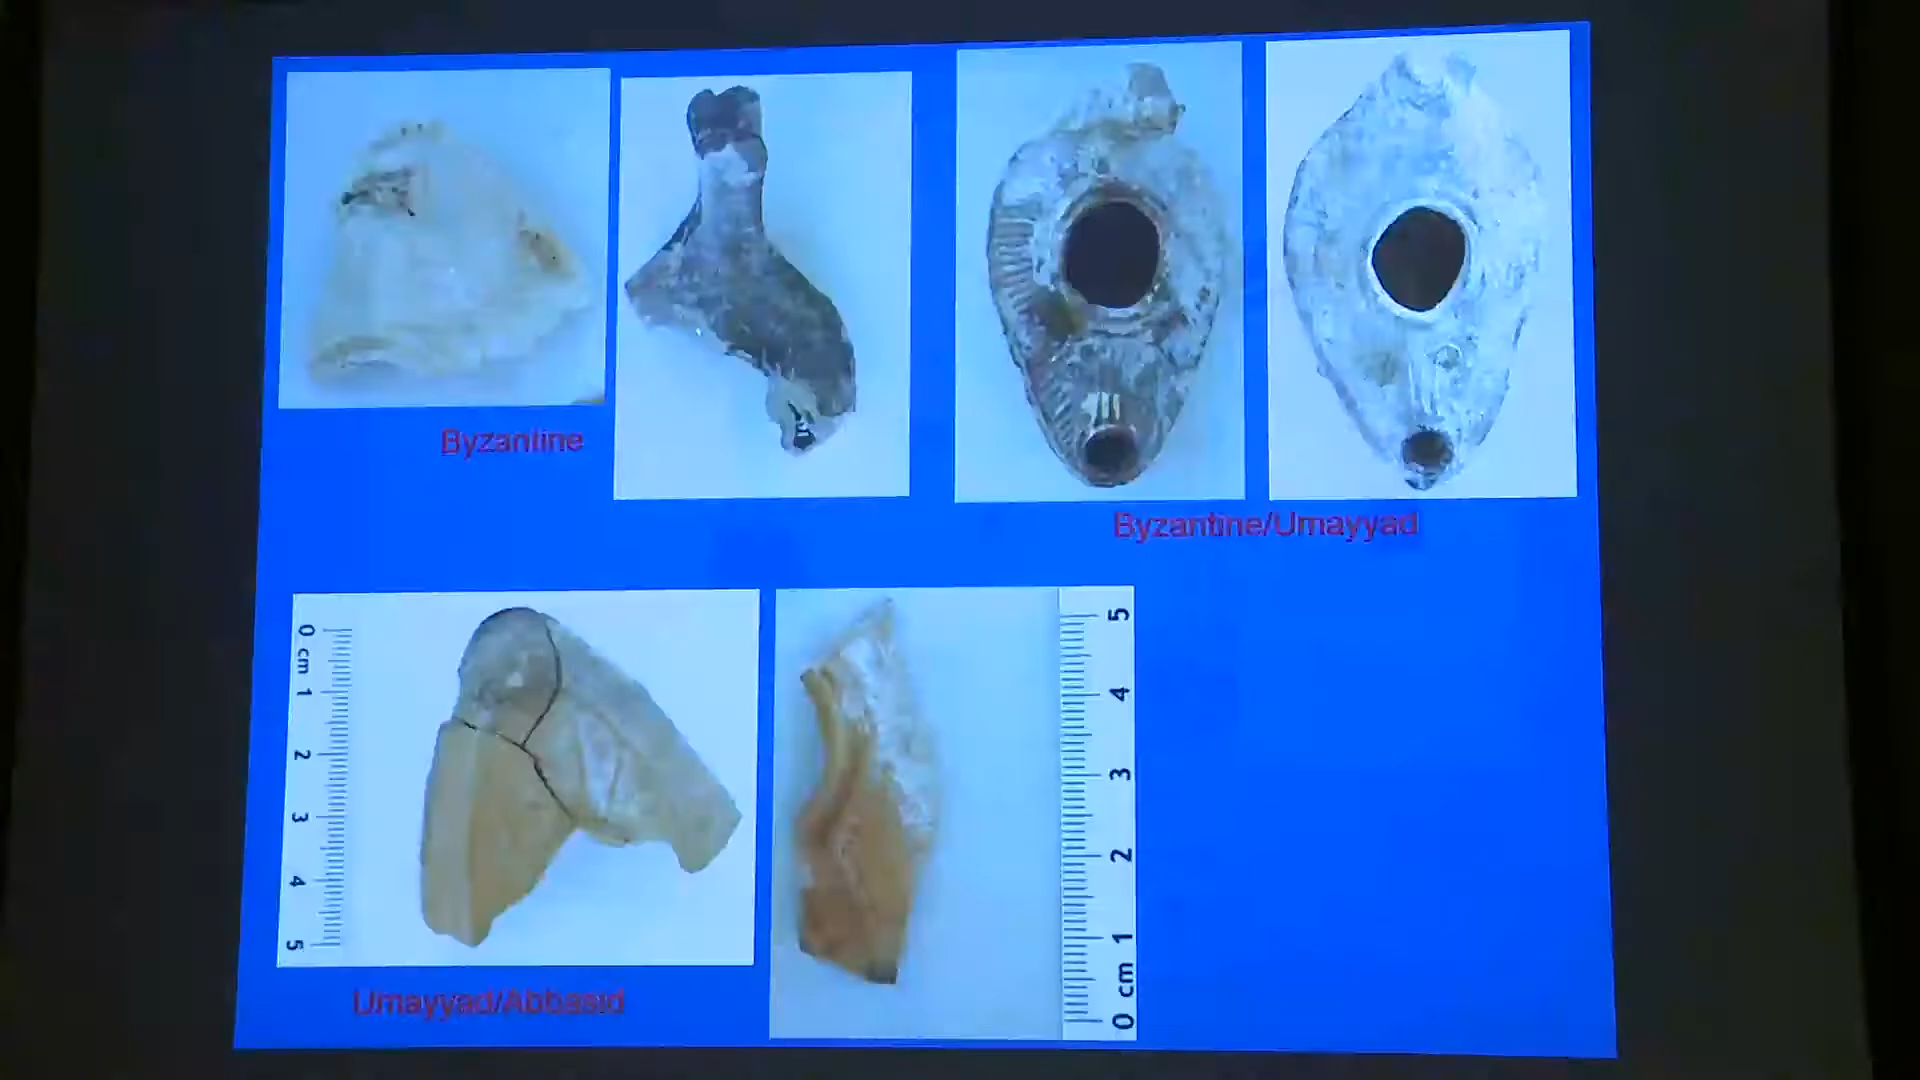 Byzantine
Byzantine/Umayyad
0 cm 1 2 3 4 5
5 4 3 2 1 0 cm
Umayyad/Abbasid